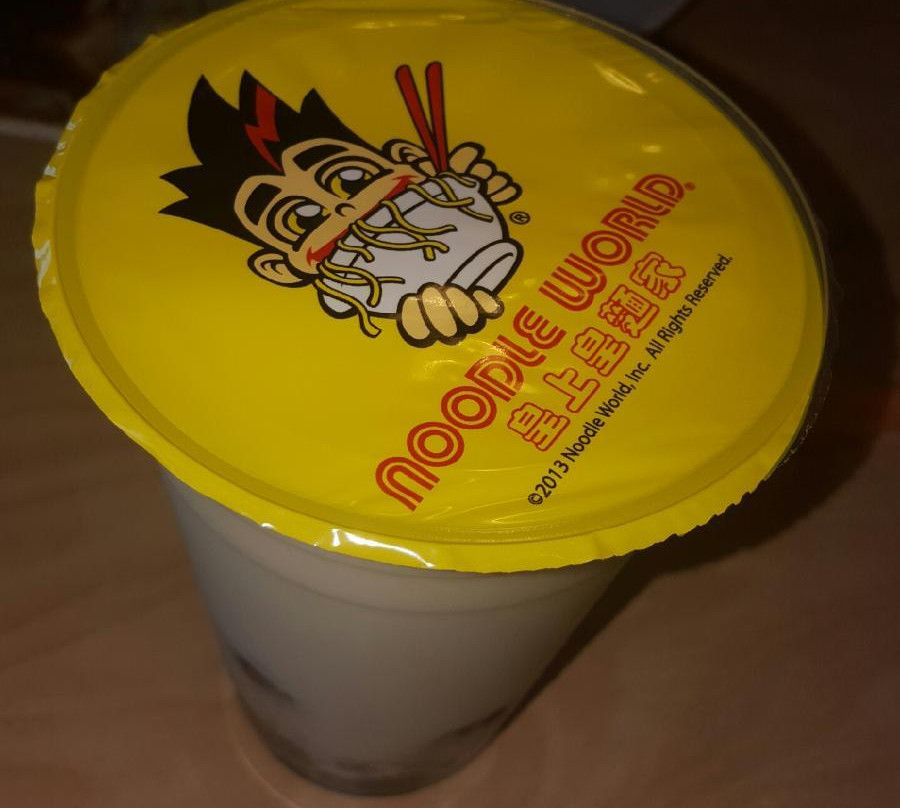 ®
NOODLE WORLD®
皇上皇麵家
©2013 Noodle World, Inc. All Rights Reserved.